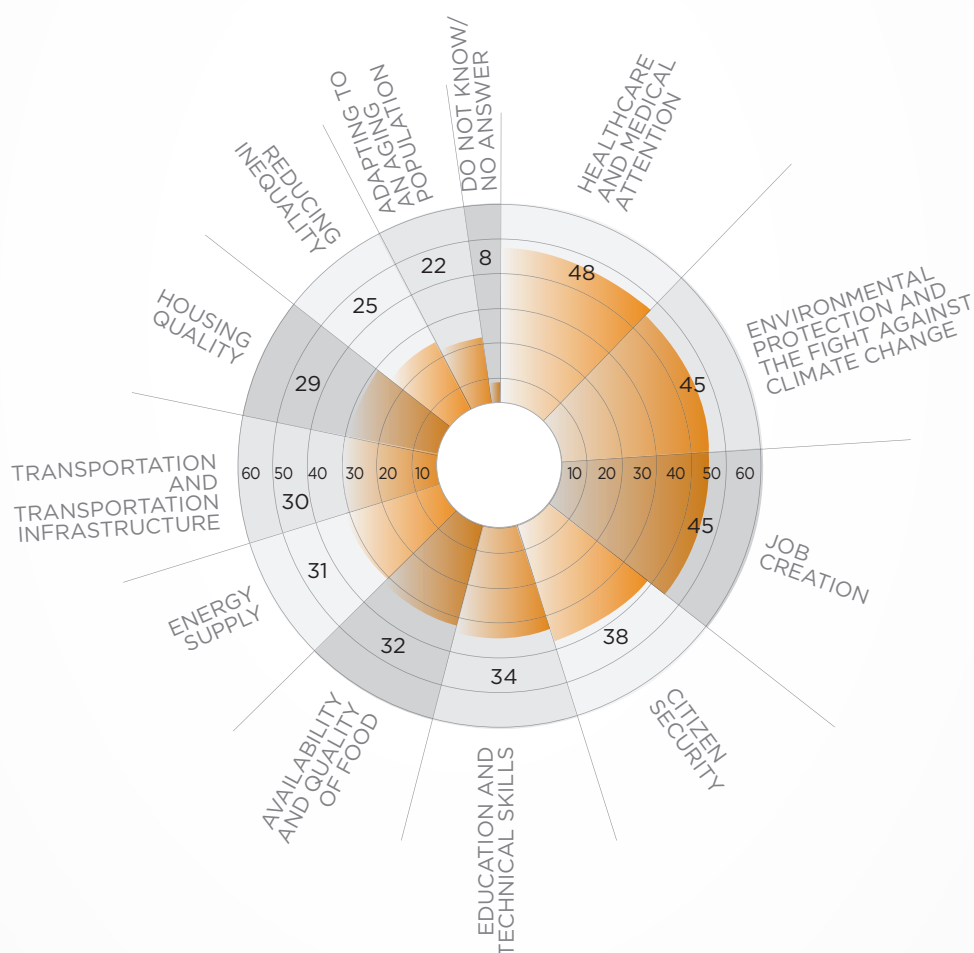 HEALTHCARE
AND MEDICAL
ATTENTION
48
ENVIRONMENTAL
PROTECTION AND
THE FIGHT AGAINST
CLIMATE CHANGE
45
JOB
CREATION
45
CITIZEN
SECURITY
38
EDUCATION AND
TECHNICAL SKILLS
34
AVAILABILITY
AND QUALITY
OF FOOD
32
ENERGY
SUPPLY
31
TRANSPORTATION
AND
TRANSPORTATION
INFRASTRUCTURE
30
HOUSING
QUALITY
29
REDUCING
INEQUALITY
25
ADAPTING TO
AN AGING
POPULATION
22
DO NOT KNOW/
NO ANSWER
8
60 50 40 30 20 10
10 20 30 40 50 60